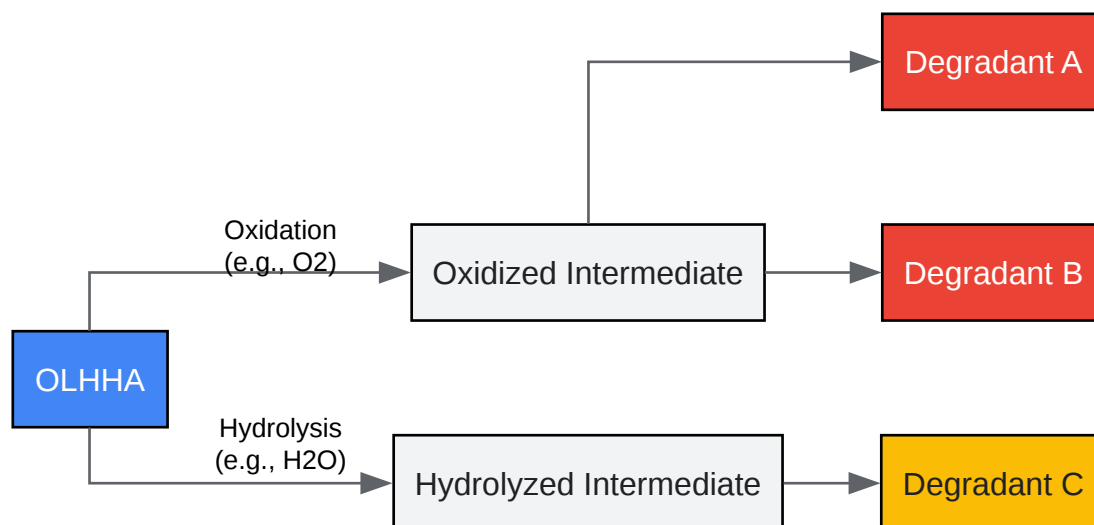 Degradant A
Oxidation
(e.g., O2)
Oxidized Intermediate
Degradant B
OLHHA
Hydrolysis
(e.g., H2O)
Hydrolyzed Intermediate
Degradant C